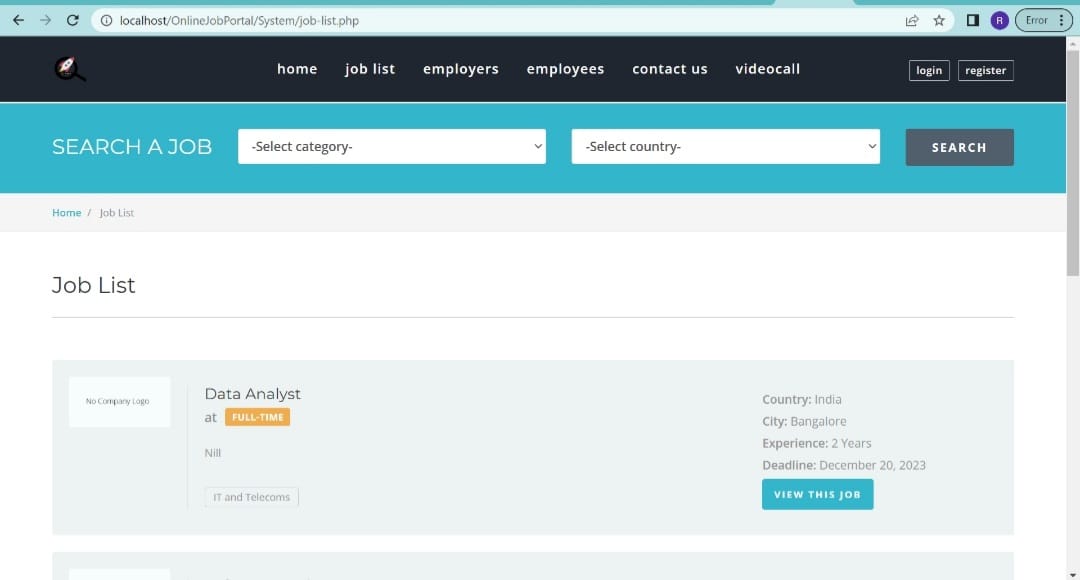 localhost/OnlineJobPortal/System/job-list.php
R
Error
home job list employers employees contact us videocall
login register
SEARCH A JOB
-Select category-
-Select country-
SEARCH
Home / Job List
Job List
No Company Logo
Data Analyst
at FULL-TIME
Nill
IT and Telecoms
Country: India
City: Bangalore
Experience: 2 Years
Deadline: December 20, 2023
VIEW THIS JOB